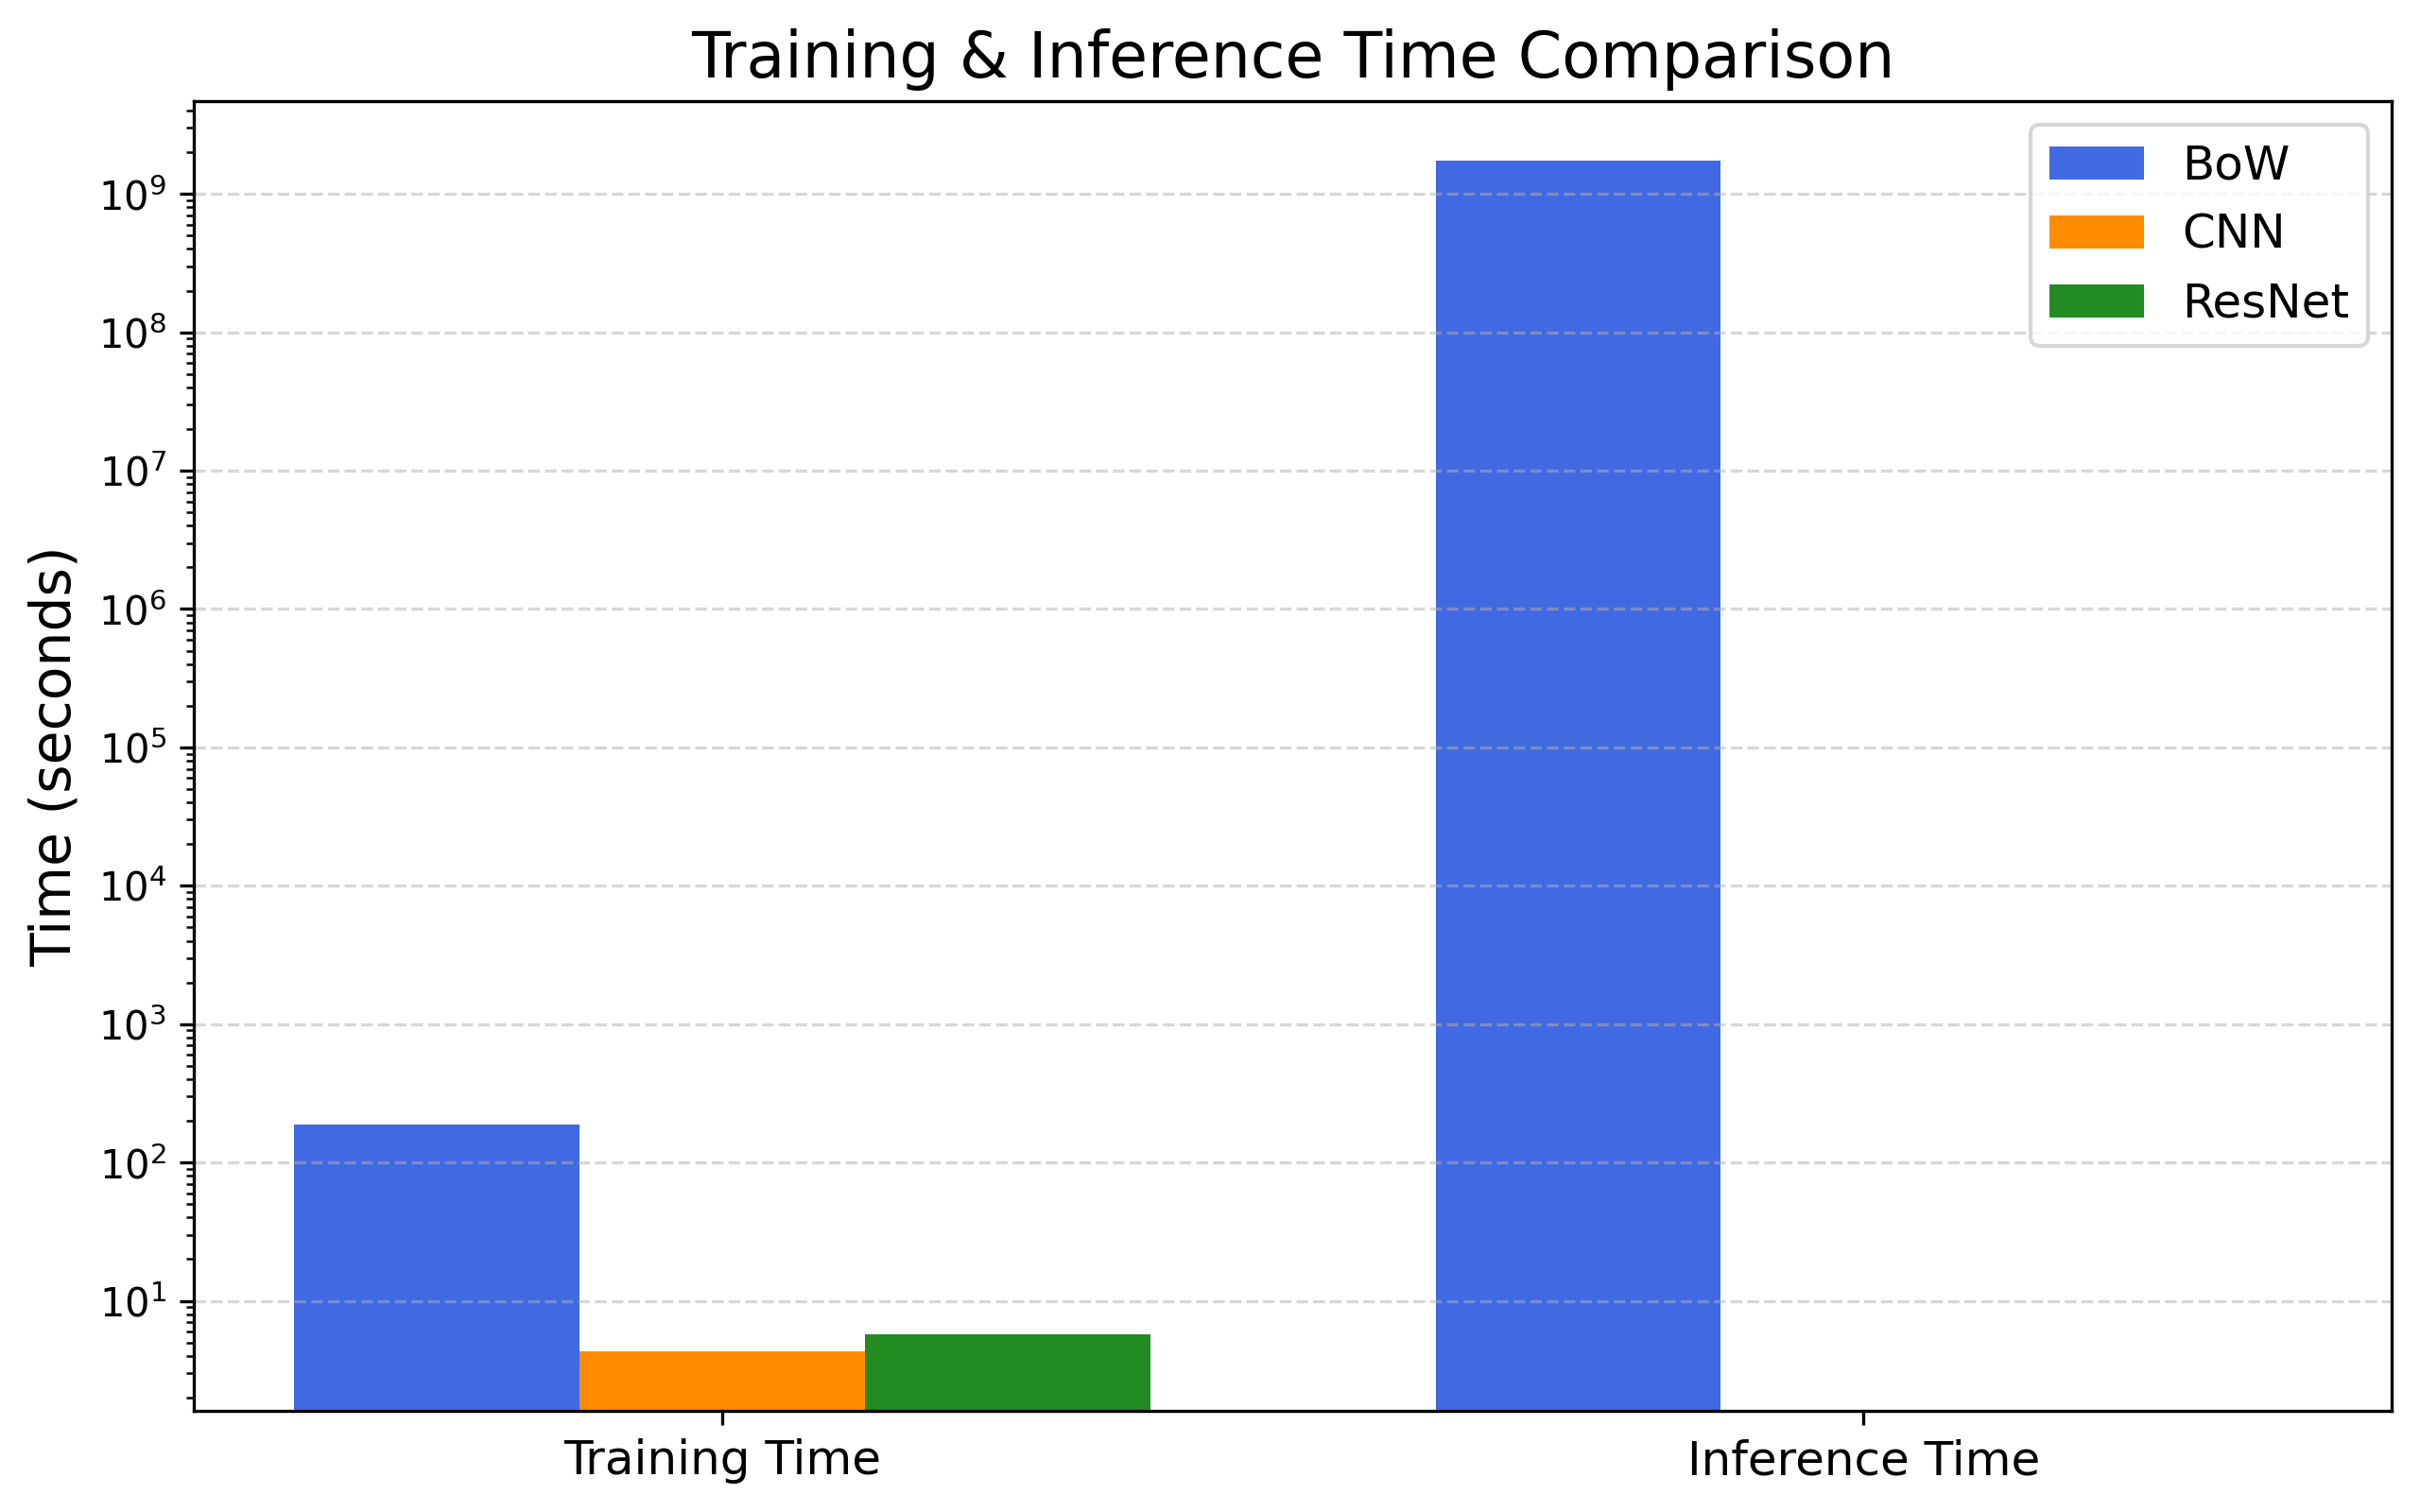 Training & Inference Time Comparison
Time (seconds)
10⁹
10⁸
10⁷
10⁶
10⁵
10⁴
10³
10²
10¹
BoW
CNN
ResNet
Training Time
Inference Time